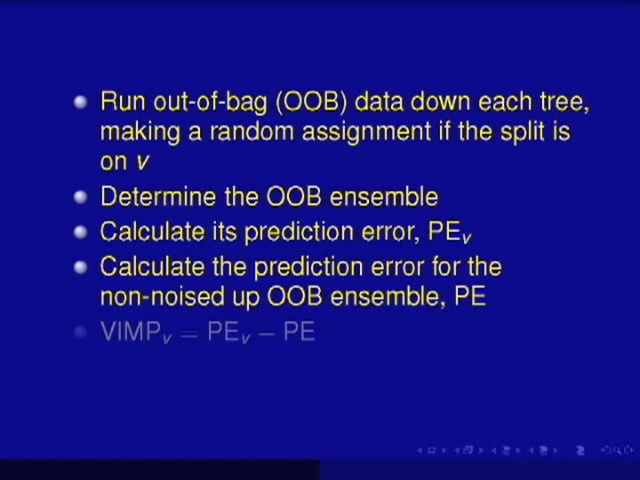 Run out-of-bag (OOB) data down each tree,
making a random assignment if the split is
on v
Determine the OOB ensemble
Calculate its prediction error, PEv
Calculate the prediction error for the
non-noised up OOB ensemble, PE
VIMPv = PEv − PE